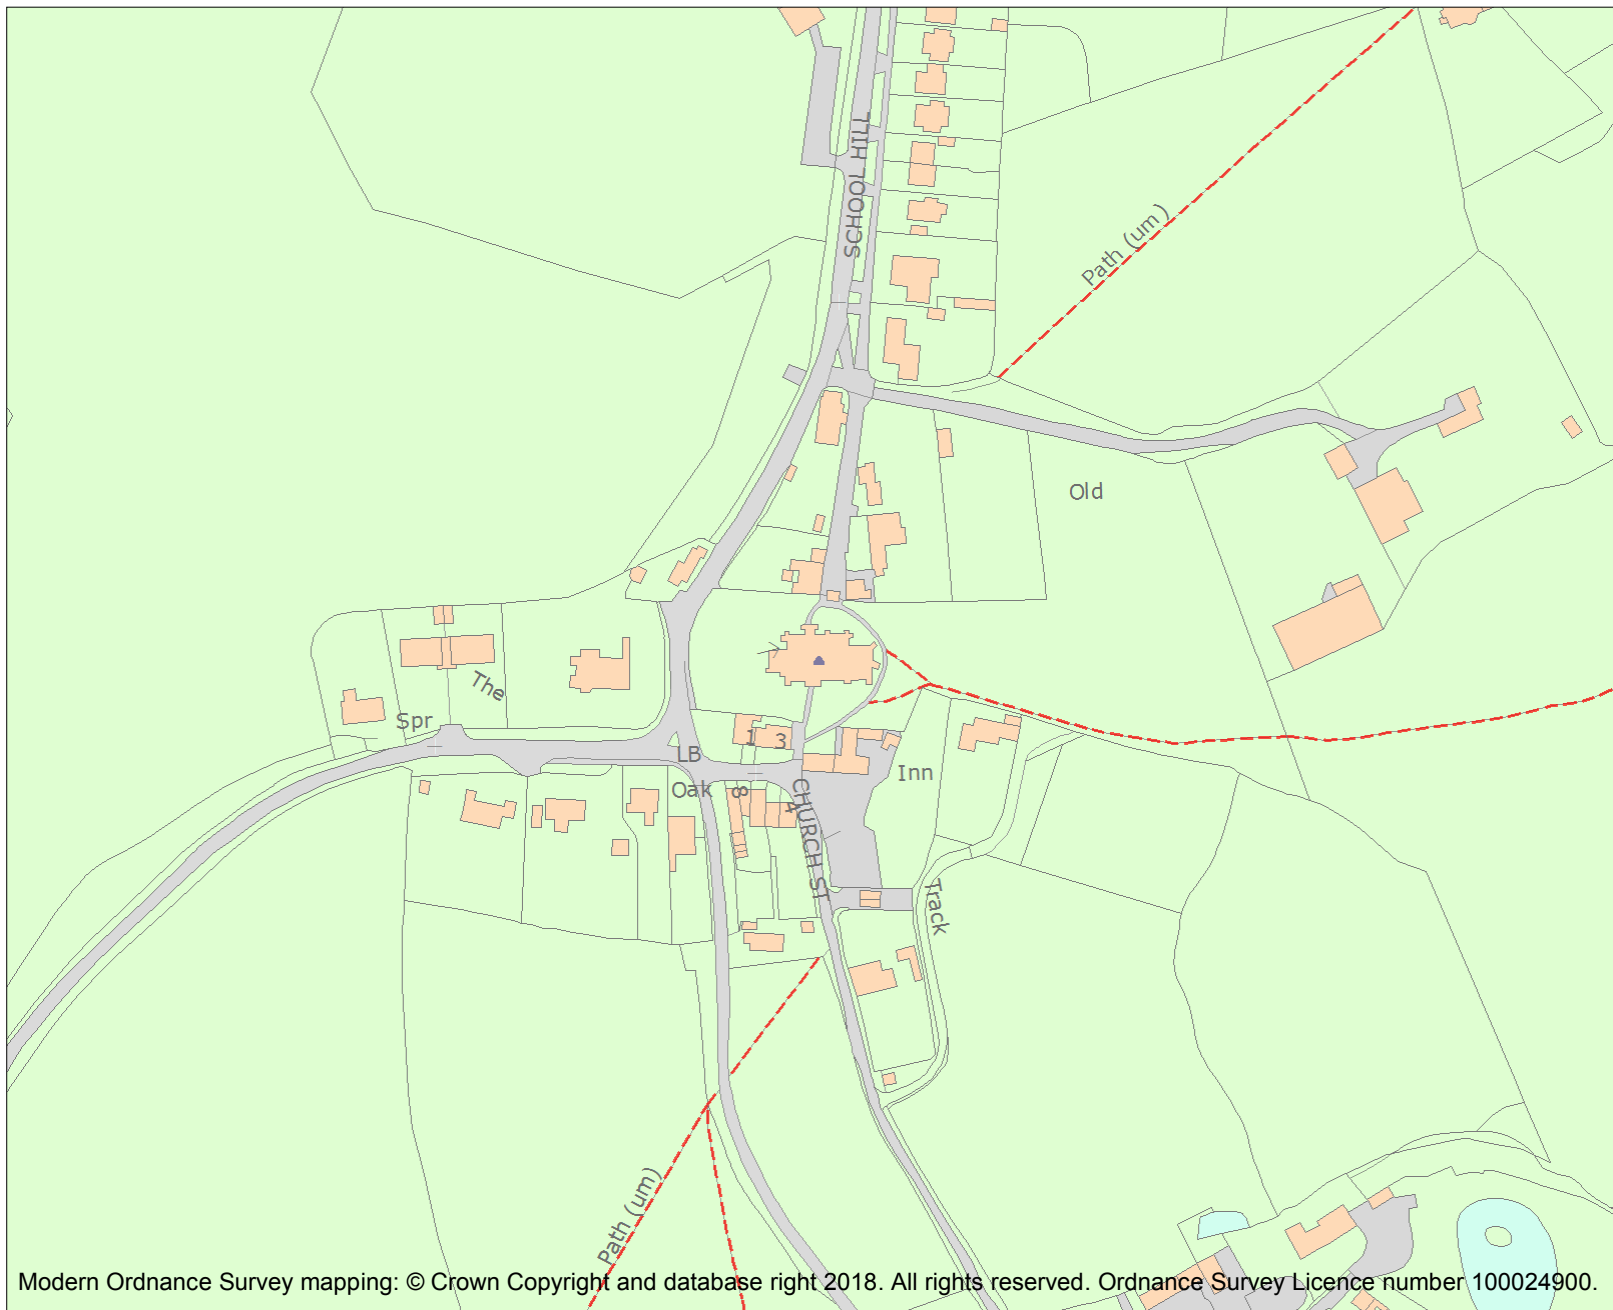 SCHOOL HILL
Path (um)
Old
The
Spr
1
3
LB
Inn
Oak
8
4
CHURCH ST
Track
Path (um)
Modern Ordnance Survey mapping: © Crown Copyright and database right 2018. All rights reserved. Ordnance Survey Licence number 100024900.